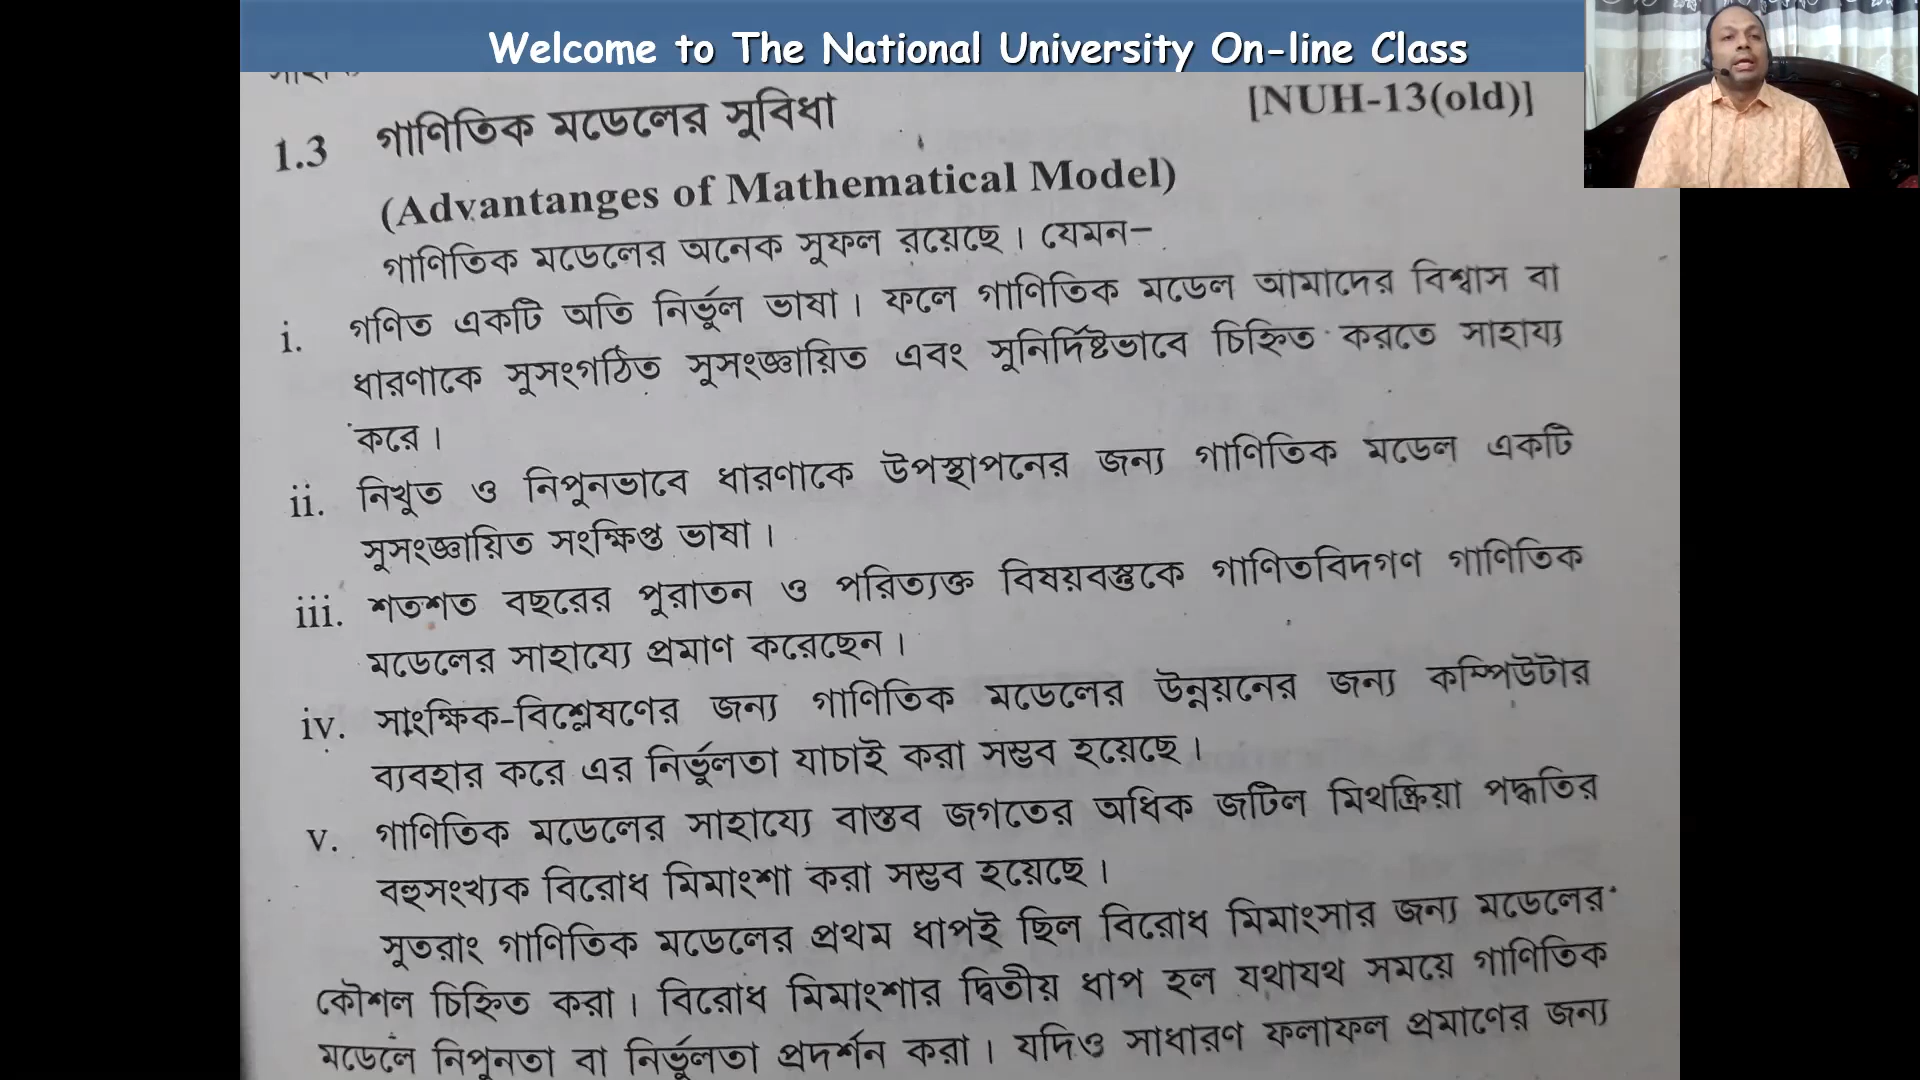 Welcome to The National University On-line Class
1.3 গাণিতিক মডেলের সুবিধা [NUH-13(old)]
(Advantanges of Mathematical Model)
গাণিতিক মডেলের অনেক সুফল রয়েছে। যেমন–
i. গণিত একটি অতি নির্ভুল ভাষা। ফলে গাণিতিক মডেল আমাদের বিশ্বাস বা
ধারণাকে সুসংগঠিত সুসংজ্ঞায়িত এবং সুনির্দিষ্টভাবে চিহ্নিত করতে সাহায্য
করে।
ii. নিখুত ও নিপুনভাবে ধারণাকে উপস্থাপনের জন্য গাণিতিক মডেল একটি
সুসংজ্ঞায়িত সংক্ষিপ্ত ভাষা।
iii. শতশত বছরের পুরাতন ও পরিত্যক্ত বিষয়বস্তুকে গাণিতবিদগণ গাণিতিক
মডেলের সাহায্যে প্রমাণ করেছেন।
iv. সাংক্ষিক-বিশ্লেষণের জন্য গাণিতিক মডেলের উন্নয়নের জন্য কম্পিউটার
ব্যবহার করে এর নির্ভুলতা যাচাই করা সম্ভব হয়েছে।
v. গাণিতিক মডেলের সাহায্যে বাস্তব জগতের অধিক জটিল মিথষ্ক্রিয়া পদ্ধতির
বহুসংখ্যক বিরোধ মিমাংশা করা সম্ভব হয়েছে।
সুতরাং গাণিতিক মডেলের প্রথম ধাপই ছিল বিরোধ মিমাংসার জন্য মডেলের
কৌশল চিহ্নিত করা। বিরোধ মিমাংশার দ্বিতীয় ধাপ হল যথাযথ সময়ে গাণিতিক
মডেলে নিপুনতা বা নির্ভুলতা প্রদর্শন করা। যদিও সাধারণ ফলাফল প্রমাণের জন্য